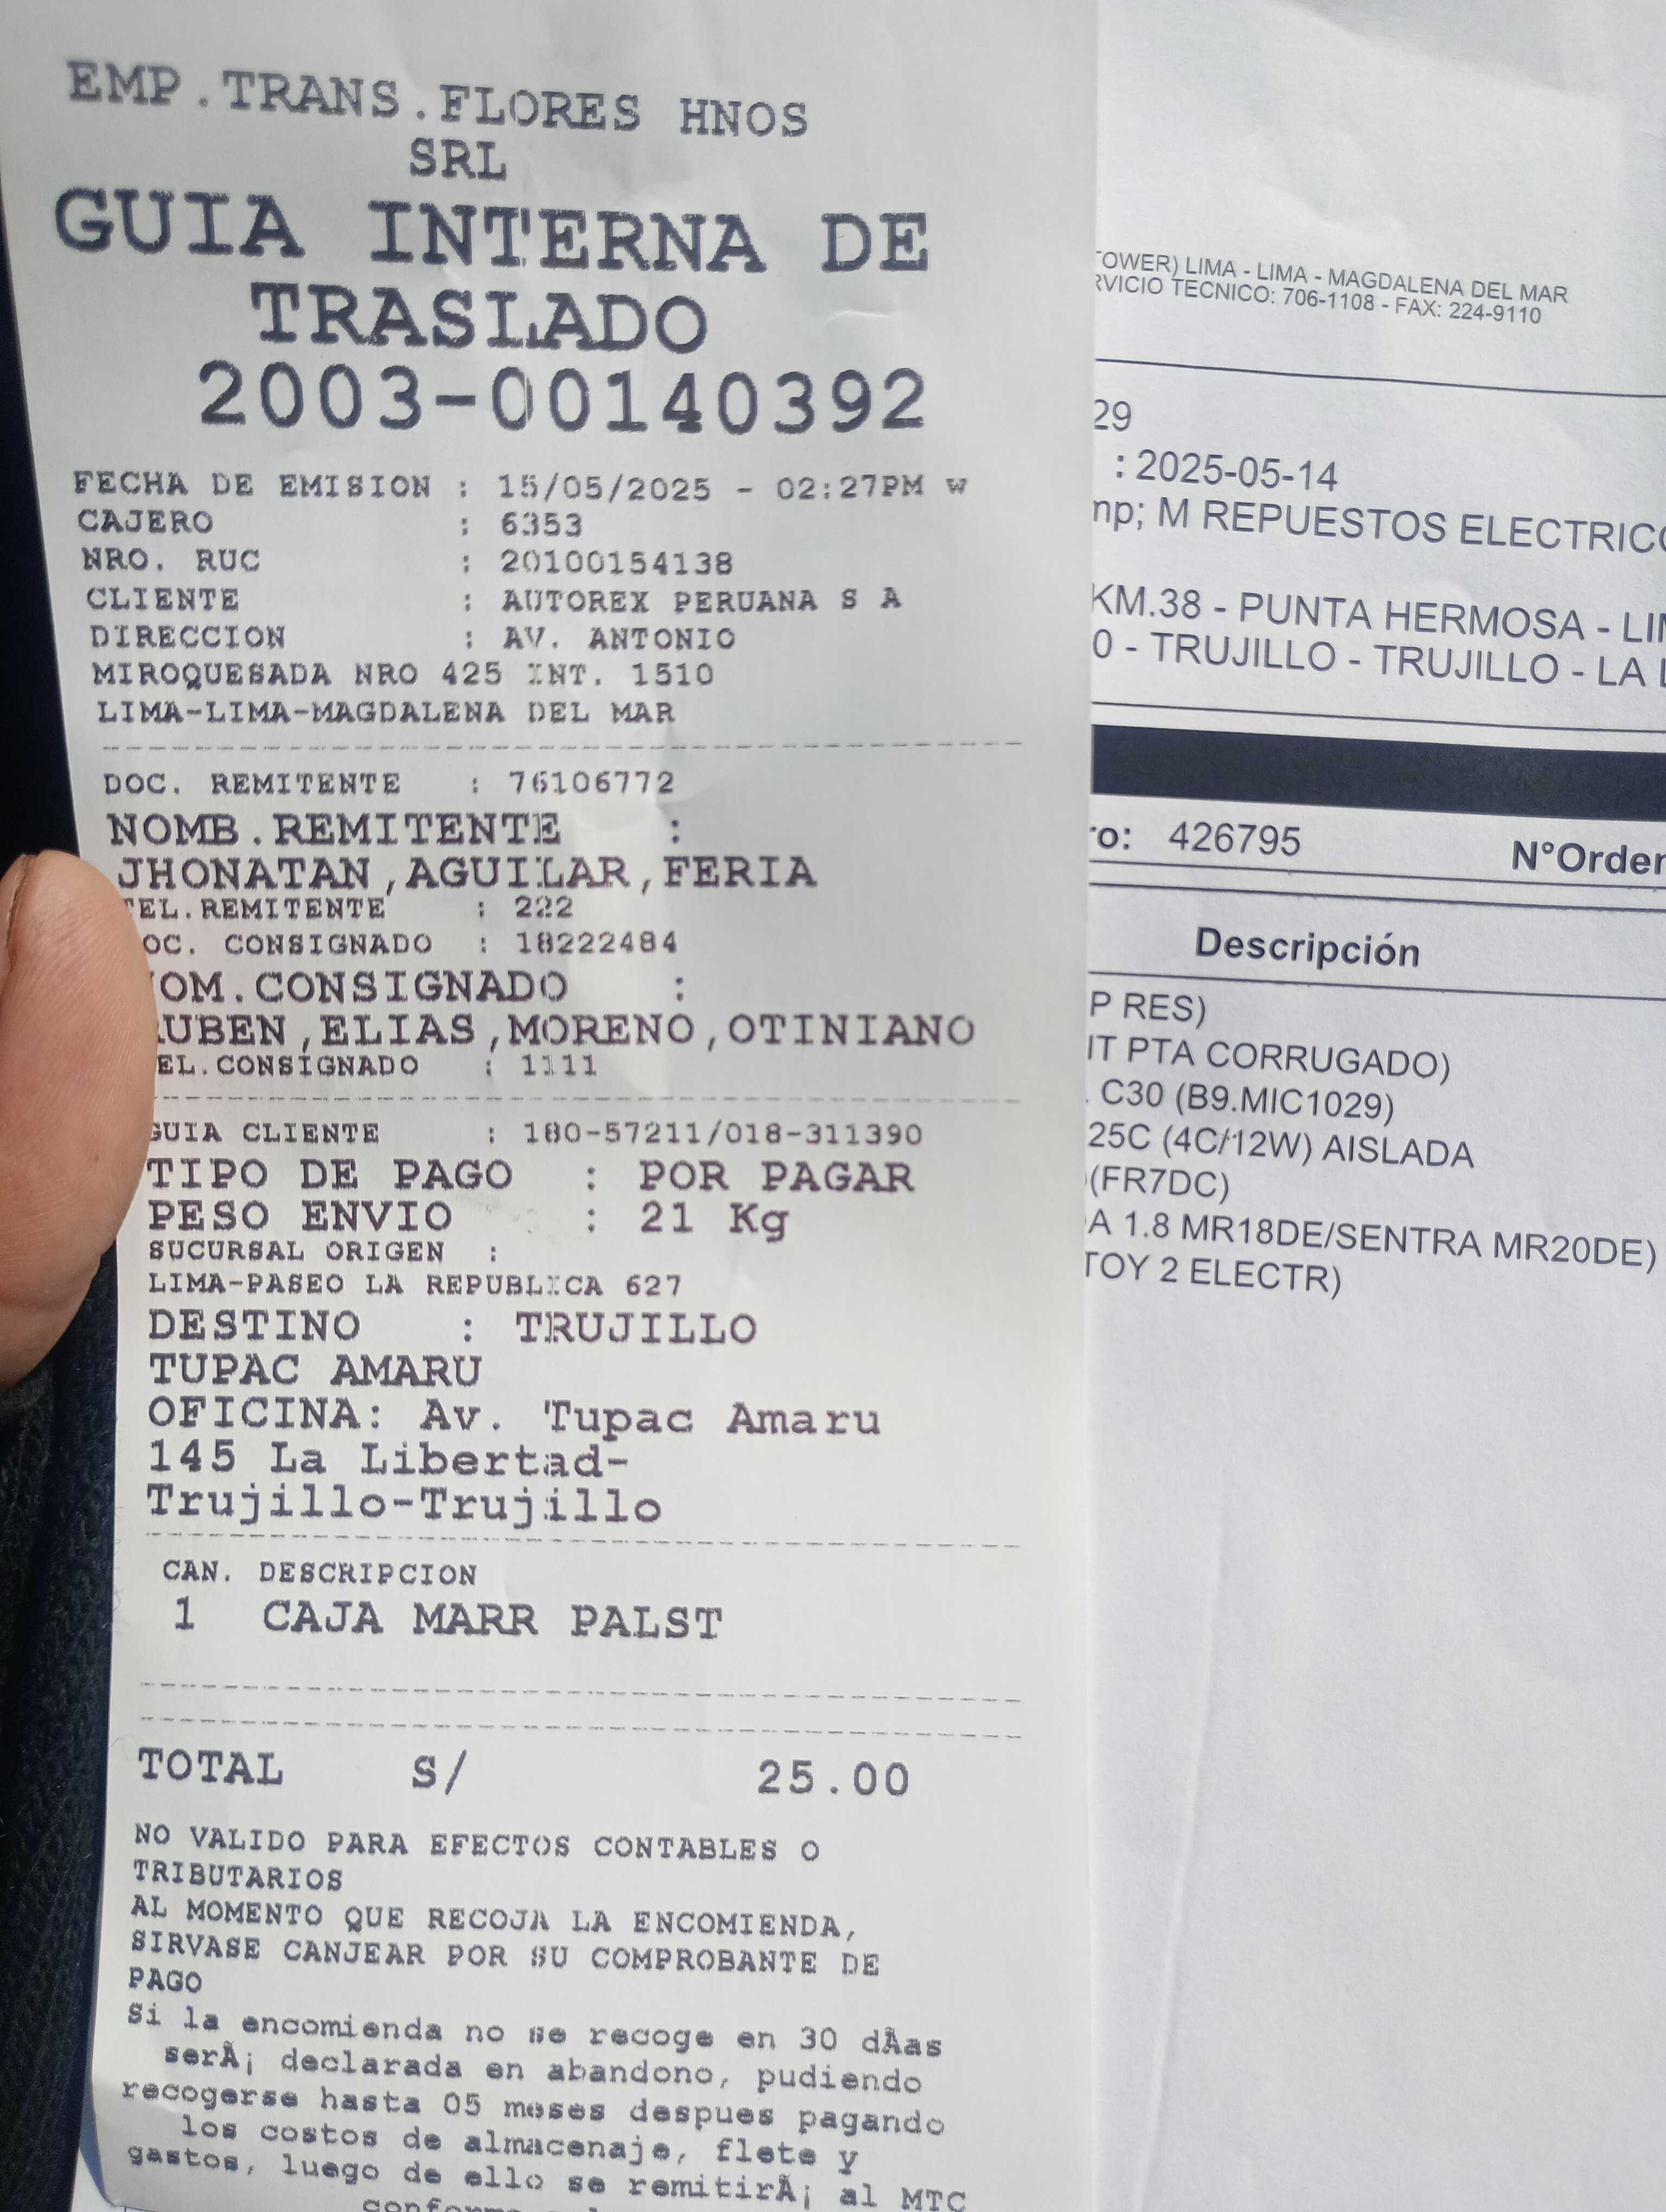 EMP.TRANS.FLORES HNOS
SRL
GUIA INTERNA DE
TRASLADO
2003-00140392
FECHA DE EMISION : 15/05/2025 - 02:27PM w
CAJERO : 6353
NRO. RUC : 20100154138
CLIENTE : AUTOREX PERUANA S A
DIRECCION : AV. ANTONIO
MIROQUESADA NRO 425 INT. 1510
LIMA-LIMA-MAGDALENA DEL MAR
DOC. REMITENTE : 76106772
NOMB.REMITENTE :
JHONATAN,AGUILAR,FERIA
TEL.REMITENTE : 222
OC. CONSIGNADO : 18222484
OM.CONSIGNADO :
RUBEN,ELIAS,MORENO,OTINIANO
EL.CONSIGNADO : 1111
GUIA CLIENTE : 180-57211/018-311390
TIPO DE PAGO : POR PAGAR
PESO ENVIO : 21 Kg
SUCURSAL ORIGEN :
LIMA-PASEO LA REPUBLICA 627
DESTINO : TRUJILLO
TUPAC AMARU
OFICINA: Av. Tupac Amaru
145 La Libertad-
Trujillo-Trujillo
CAN. DESCRIPCION
1 CAJA MARR PALST
TOTAL S/ 25.00
NO VALIDO PARA EFECTOS CONTABLES O
TRIBUTARIOS
AL MOMENTO QUE RECOJA LA ENCOMIENDA,
SIRVASE CANJEAR POR SU COMPROBANTE DE
PAGO
Si la encomienda no se recoge en 30 dÃas
serÃ¡ declarada en abandono, pudiendo
recogerse hasta 05 meses despues pagando
los costos de almacenaje, flete y
gastos, luego de ello se remitirÃ¡ al MTC
TOWER) LIMA - LIMA - MAGDALENA DEL MAR
RVICIO TECNICO: 706-1108 - FAX: 224-9110
29
: 2025-05-14
mp; M REPUESTOS ELECTRICO
KM.38 - PUNTA HERMOSA - LIM
0 - TRUJILLO - TRUJILLO - LA L
ro: 426795 N°Orden
Descripción
P RES)
IT PTA CORRUGADO)
. C30 (B9.MIC1029)
25C (4C/12W) AISLADA
(FR7DC)
A 1.8 MR18DE/SENTRA MR20DE)
TOY 2 ELECTR)